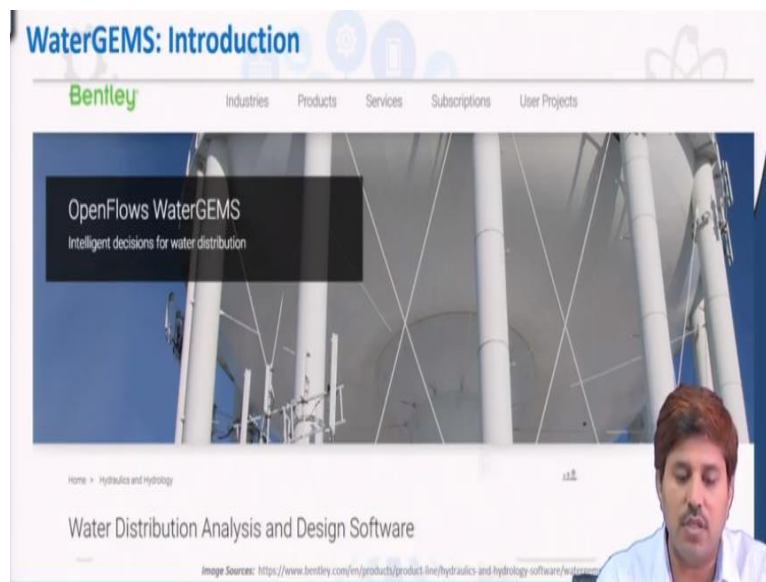 WaterGEMS: Introduction
Bentley
Industries Products Services Subscriptions User Projects
OpenFlows WaterGEMS
Intelligent decisions for water distribution
Home > Hydraulics and Hydrology
Water Distribution Analysis and Design Software
Image Sources: https://www.bentley.com/en/products/product-line/hydraulics-and-hydrology-software/watergems